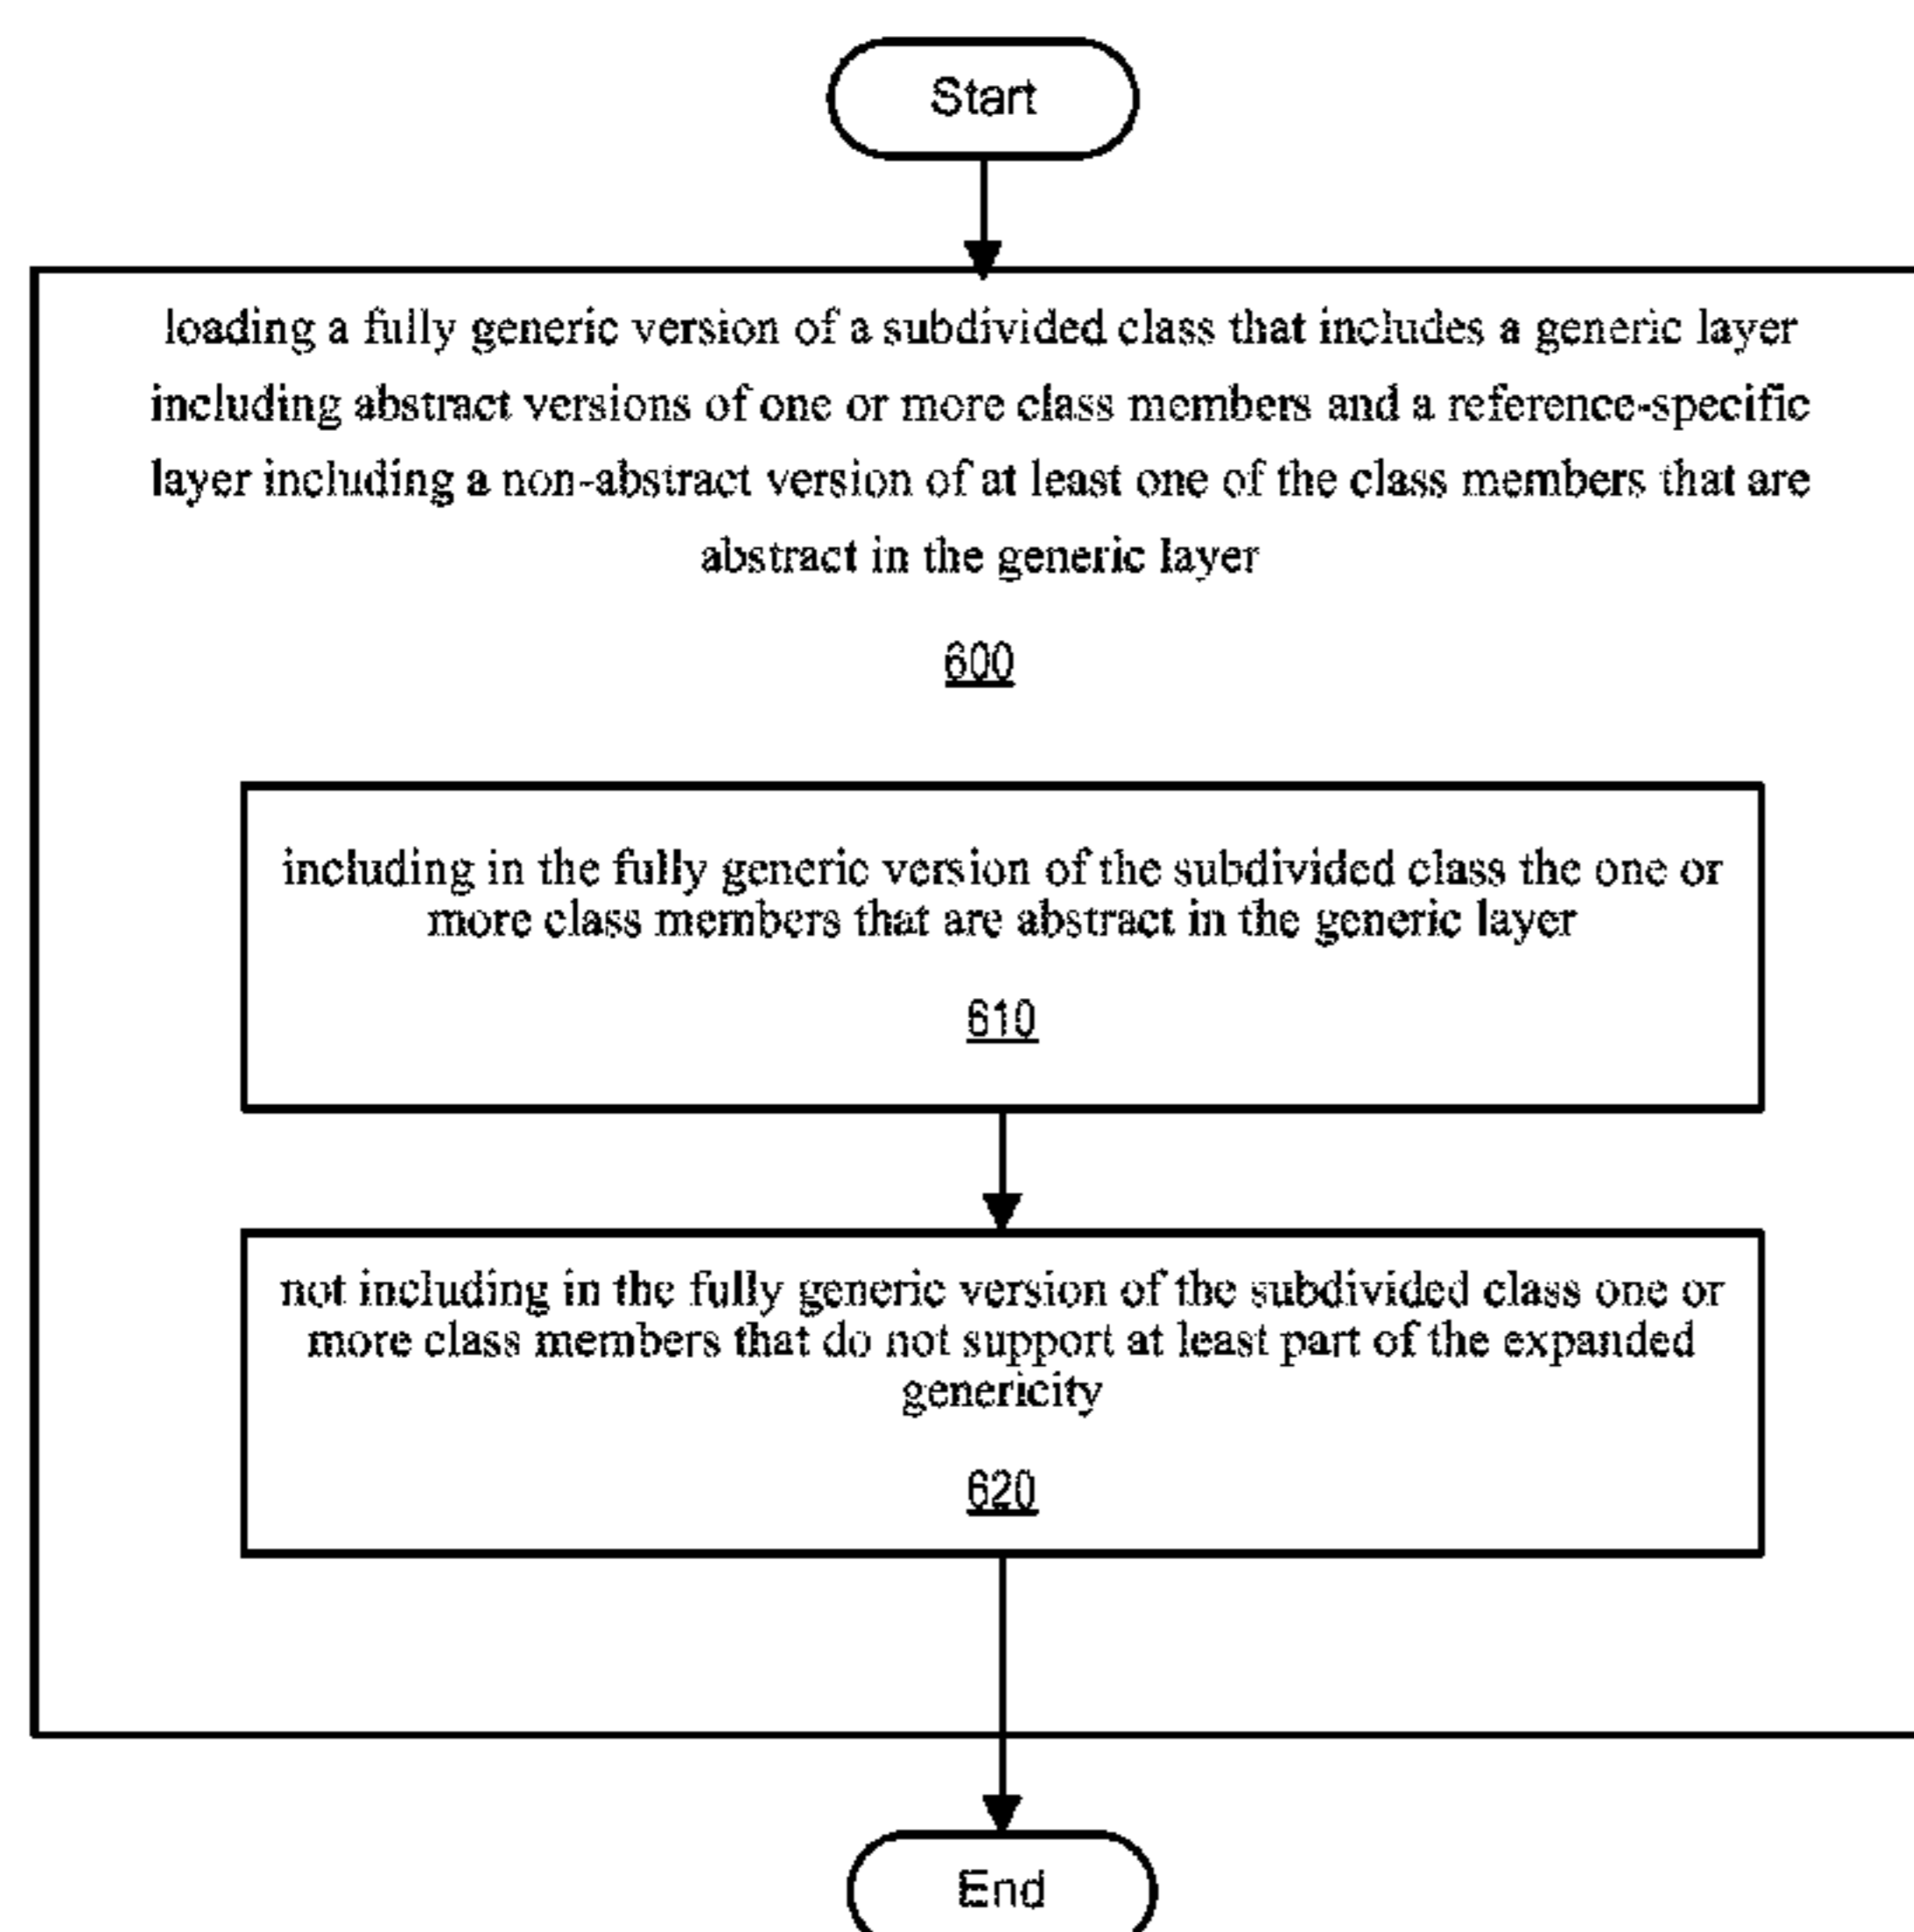 Start
loading a fully generic version of a subdivided class that includes a generic layer
including abstract versions of one or more class members and a reference-specific
layer including a non-abstract version of at least one of the class members that are
abstract in the generic layer
600
including in the fully generic version of the subdivided class the one or
more class members that are abstract in the generic layer
610
not including in the fully generic version of the subdivided class one or
more class members that do not support at least part of the expanded
genericity
620
End